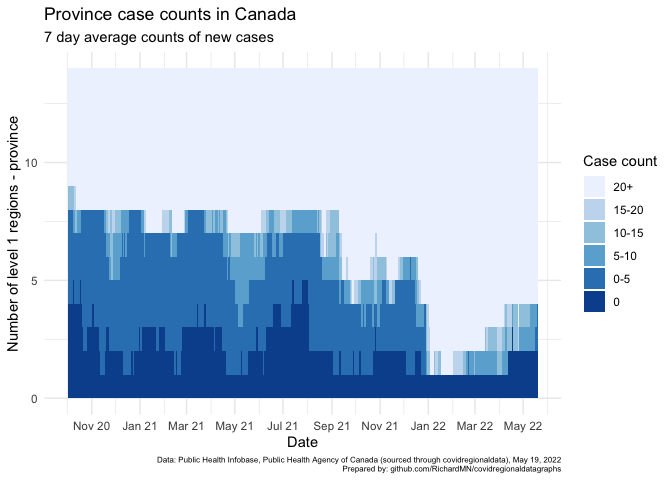 Province case counts in Canada
7 day average counts of new cases
Number of level 1 regions - province
10
5
0
Nov 20 Jan 21 Mar 21 May 21 Jul 21 Sep 21 Nov 21 Jan 22 Mar 22 May 22
Date
Case count
20+
15-20
10-15
5-10
0-5
0
Data: Public Health Infobase, Public Health Agency of Canada (sourced through covidregionaldata), May 19, 2022
Prepared by: github.com/RichardMN/covidregionaldatagraphs